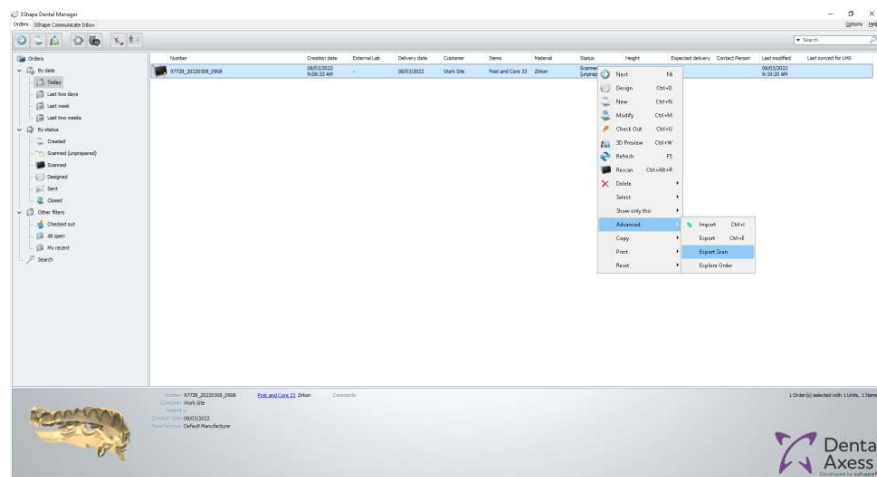 3Shape Dental Manager
Orders 3Shape Communicate Inbox
Options Help
Search
Orders
By date
Today
Last two days
Last week
Last two weeks
By status
Created
Scanned (unprepared)
Scanned
Designed
Sent
Closed
Other filters
Checked out
All open
My recent
Search
Number Creation date External Lab Delivery date Customer Items Material Status Height Expected delivery Contact Person Last modified Last synced for LMS
97728_20220308_0908 08/03/2022 9:08:32 AM - 08/03/2022 Work Site Post and Core 33 Zirkon
Next F6
Design Ctrl+D
New Ctrl+N
Modify Ctrl+M
Check Out Ctrl+U
3D Preview Ctrl+W
Refresh F5
Rescan Ctrl+Alt+R
Delete
Select
Show only this
Advanced
Copy
Print
Reset
Import Ctrl+I
Export Ctrl+E
Export Scan
Explore Order
Number 97728_20220308_0908 Post and Core 33 Zirkon Comments
Customer Work Site
08/03/2022
Manufacturer Default Manufacturer
1 Order(s) selected with 1 Units, 1 Items
Denta
Axess